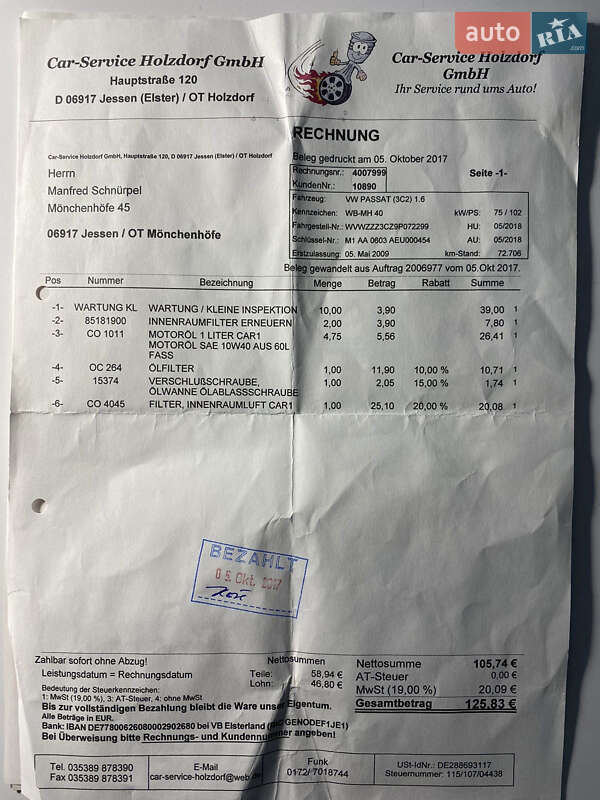 auto RIA .com
Car-Service Holzdorf GmbH
Hauptstraße 120
D 06917 Jessen (Elster) / OT Holzdorf
Car-Service Holzdorf
GmbH
Ihr Service rund ums Auto!
RECHNUNG
Beleg gedruckt am 05. Oktober 2017
Car-Service Holzdorf GmbH, Hauptstraße 120, D 06917 Jessen (Elster) / OT Holzdorf
Rechnungsnr.: 4007999 Seite -1-
KundenNr.: 10890
Herrn
Manfred Schnürpel
Mönchenhöfe 45
06917 Jessen / OT Mönchenhöfe
Fahrzeug: VW PASSAT (3C2) 1.6
Kennzeichen: WB-MH 40 kW/PS: 75 / 102
Fahrgestell-Nr.: WVWZZZ3CZ9P072299 HU: 05/2018
Schlüssel-Nr.: M1 AA 0603 AEU000454 AU: 05/2018
Erstzulassung: 05. Mai 2009 km-Stand: 72.706
Beleg gewandelt aus Auftrag 2006977 vom 05.Okt 2017.
Pos Nummer Bezeichnung Menge Betrag Rabatt Summe
-1- WARTUNG KL WARTUNG / KLEINE INSPEKTION 10,00 3,90 39,00 1
-2- 85181900 INNENRAUMFILTER ERNEUERN 2,00 3,90 7,80 1
-3- CO 1011 MOTORÖL 1 LITER CAR1 4,75 5,56 26,41 1
MOTORÖL SAE 10W40 AUS 60L
FASS
-4- OC 264 ÖLFILTER 1,00 11,90 10,00 % 10,71 1
-5- 15374 VERSCHLUßSCHRAUBE, 1,00 2,05 15,00 % 1,74 1
ÖLWANNE ÖLABLASSCHRAUBE
-6- CO 4045 FILTER, INNENRAUMLUFT CAR1 1,00 25,10 20,00 % 20,08 1
BEZAHLT
05. Okt. 2017
Zahlbar sofort ohne Abzug!
Leistungsdatum = Rechnungsdatum
Bedeutung der Steuerkennzeichen:
1: MwSt (19,00 %), 3: AT-Steuer, 4: ohne MwSt
Bis zur vollständigen Bezahlung bleibt die Ware unser Eigentum.
Alle Beträge in EUR.
Bank: IBAN DE77800626080002902680 bei VB Elsterland GENODEF1JE1)
Bei Überweisung bitte Rechnungs- und Kundennummer angeben!
Nettosummen
Teile: 58,94 €
Lohn: 46,80 €
Nettosumme 105,74 €
AT-Steuer 0,00 €
MwSt (19,00 %) 20,09 €
Gesamtbetrag 125,83 €
Tel. 035389 878390
Fax 035389 878391
E-Mail
car-service-holzdorf@web.de
Funk
0172/ 7018744
USt-IdNr.: DE288693117
Steuernummer: 115/107/04438